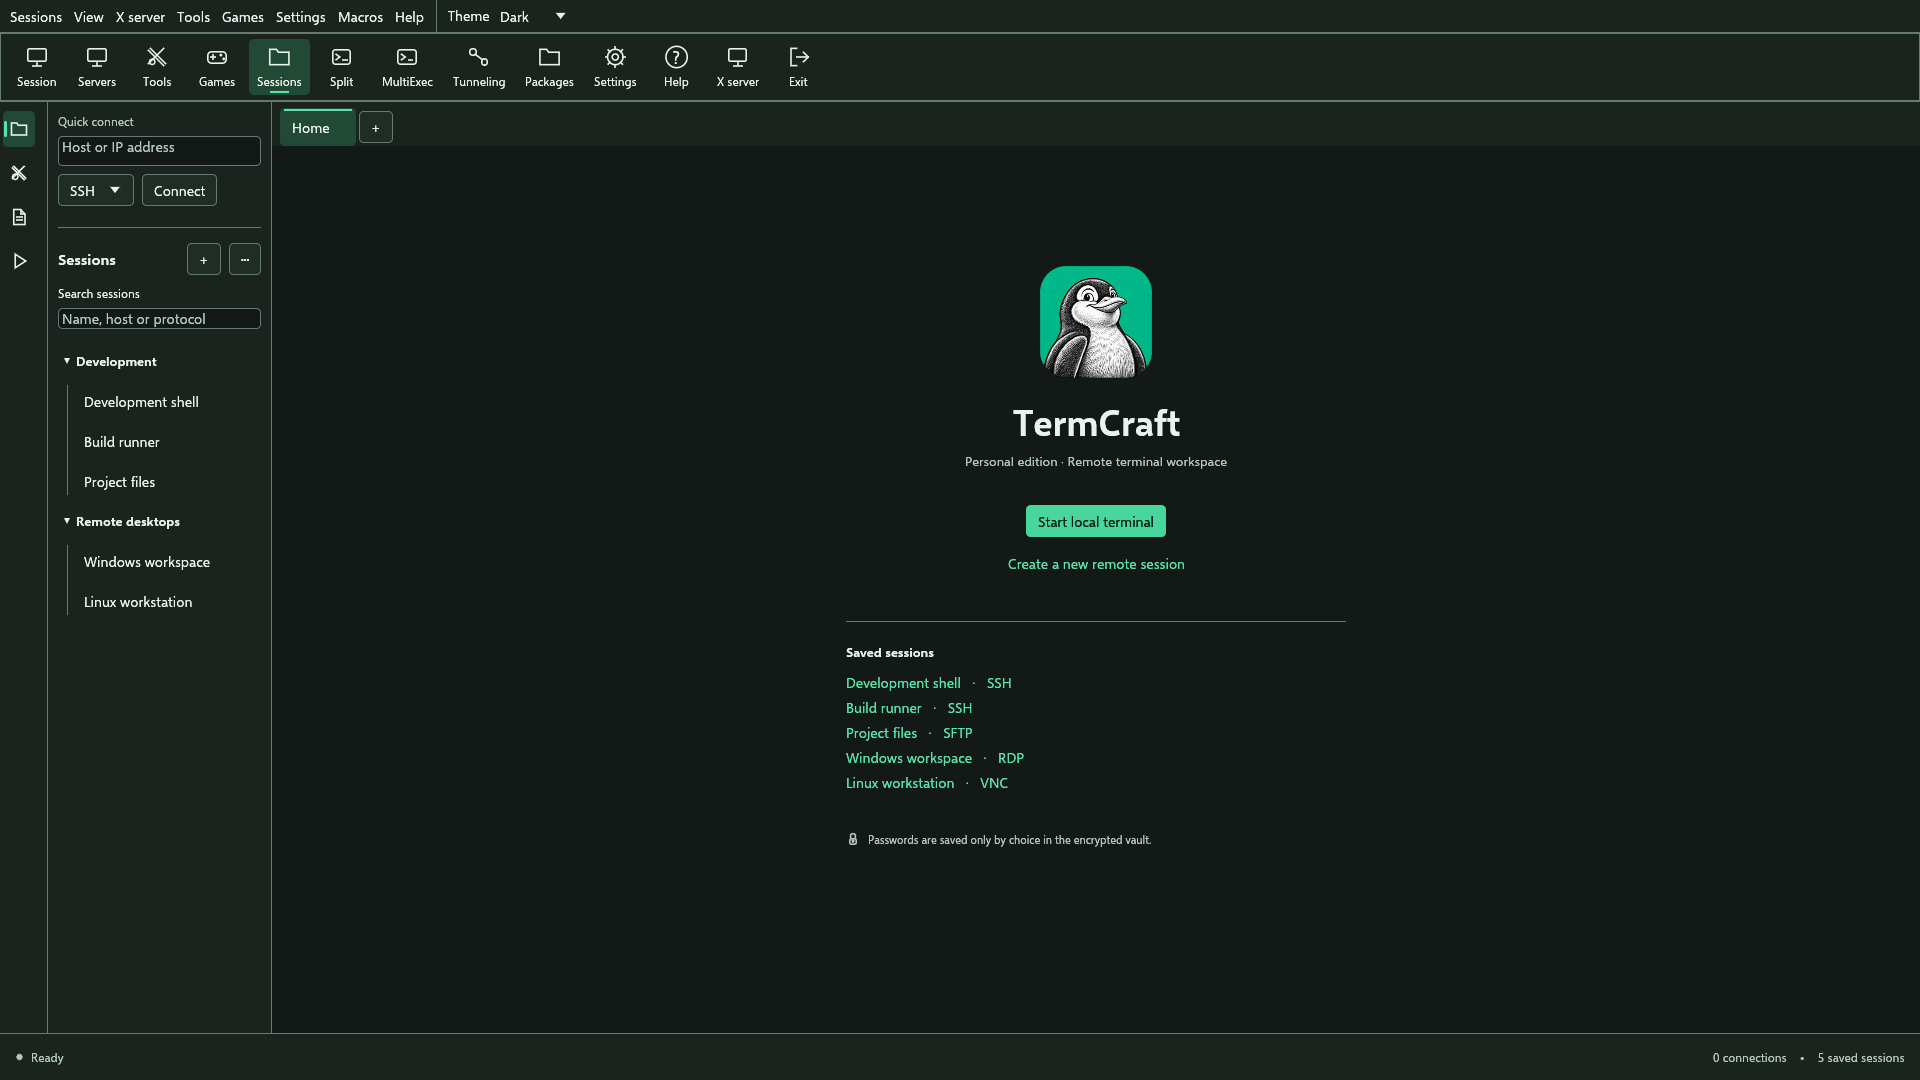 Sessions View X server Tools Games Settings Macros Help Theme Dark
Session Servers Tools Games Sessions Split MultiExec Tunneling Packages Settings Help X server Exit
Quick connect
Host or IP address
SSH Connect
Sessions + ...
Search sessions
Name, host or protocol
Development
Development shell
Build runner
Project files
Remote desktops
Windows workspace
Linux workstation
Home +
TermCraft
Personal edition · Remote terminal workspace
Start local terminal
Create a new remote session
Saved sessions
Development shell · SSH
Build runner · SSH
Project files · SFTP
Windows workspace · RDP
Linux workstation · VNC
Passwords are saved only by choice in the encrypted vault.
Ready
0 connections • 5 saved sessions